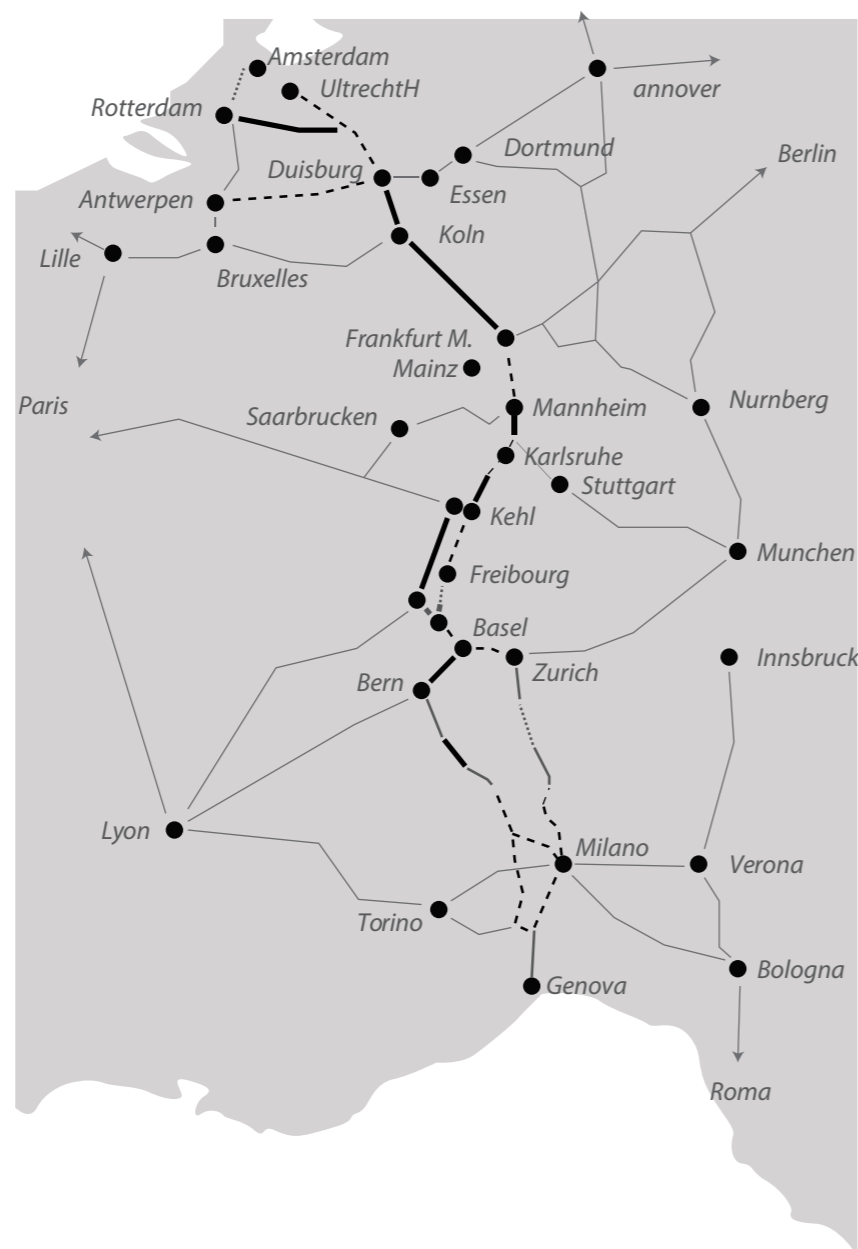 Amsterdam
UltrechtH
annover
Rotterdam
Dortmund
Berlin
Duisburg
Essen
Antwerpen
Koln
Lille
Bruxelles
Frankfurt M.
Mainz
Paris
Saarbrucken
Mannheim
Nurnberg
Karlsruhe
Stuttgart
Kehl
Munchen
Freibourg
Basel
Innsbruck
Zurich
Bern
Lyon
Milano
Verona
Torino
Bologna
Genova
Roma